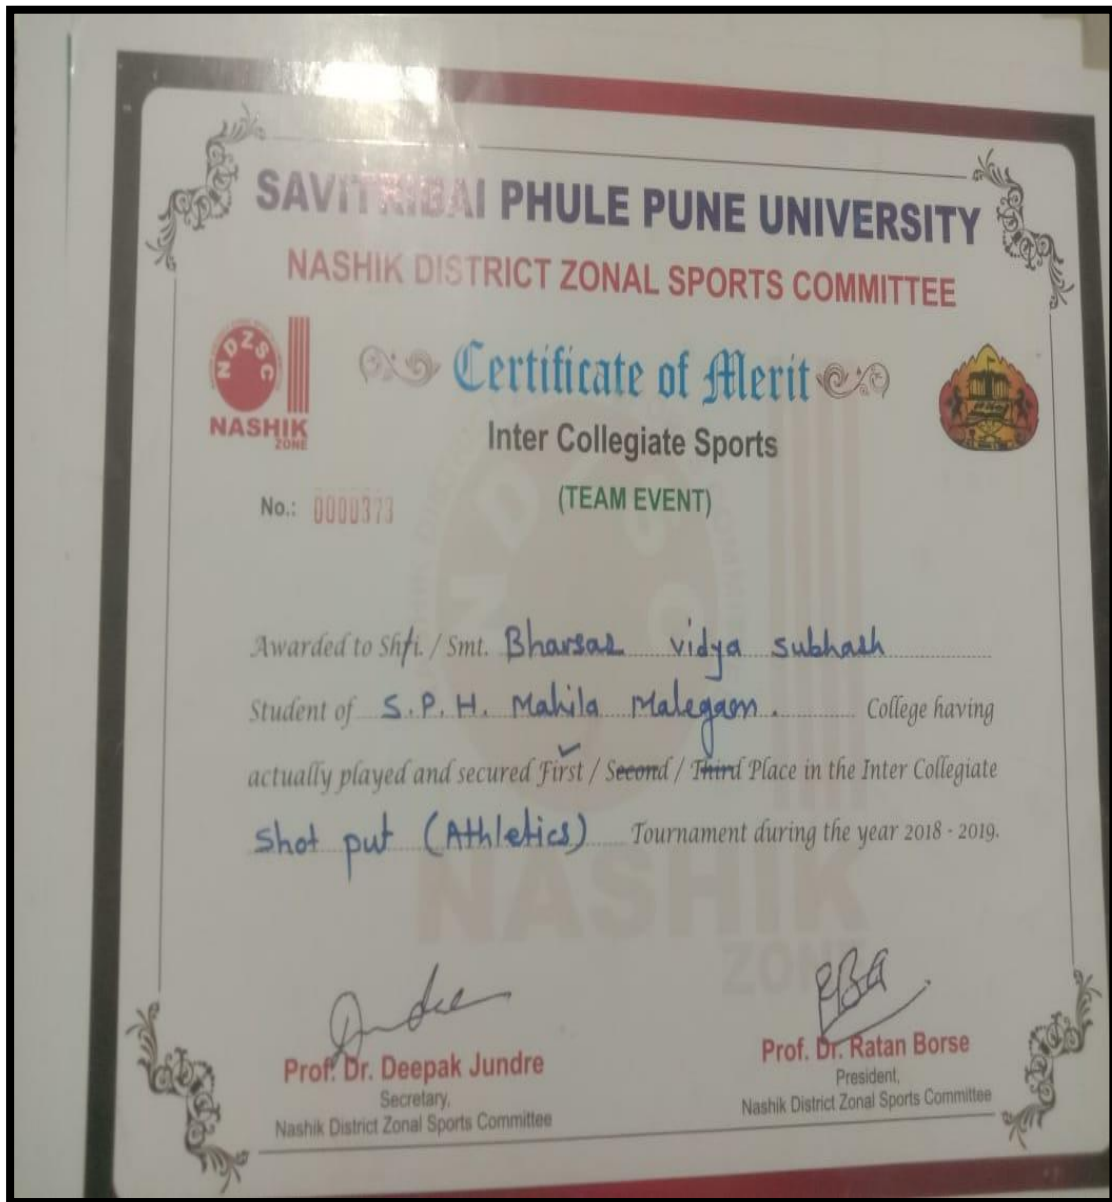 SAVITRIBAI PHULE PUNE UNIVERSITY
NASHIK DISTRICT ZONAL SPORTS COMMITTEE
NDZSC
NASHIK
ZONE
Certificate of Merit
Inter Collegiate Sports
(TEAM EVENT)
No.: 0000373
Awarded to Shri. / Smt. Bharsar vidya subhash
Student of S.P.H. Mahila Malegaon. College having
actually played and secured First / Second / Third Place in the Inter Collegiate
Shot put (Athletics) Tournament during the year 2018 - 2019.
NASHIK
ZONE
Prof. Dr. Deepak Jundre
Secretary,
Nashik District Zonal Sports Committee
Prof. Dr. Ratan Borse
President,
Nashik District Zonal Sports Committee